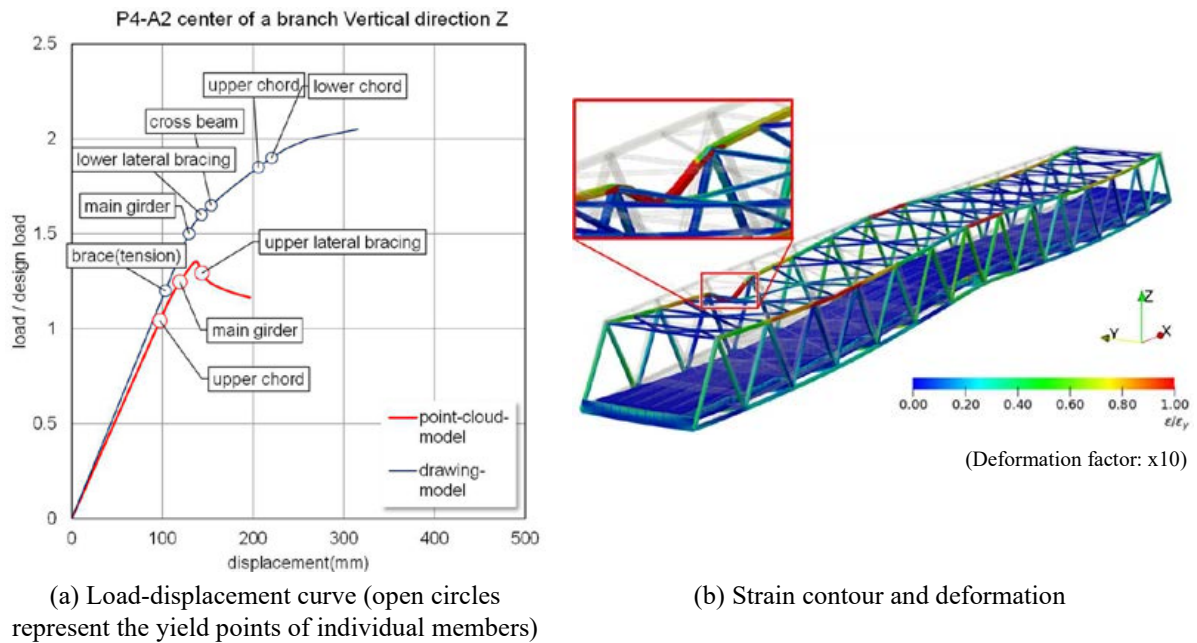 P4-A2 center of a branch Vertical direction Z
2.5
2
1.5
1
0.5
0
load / design load
upper chord
lower chord
cross beam
lower lateral bracing
main girder
brace(tension)
upper lateral bracing
main girder
upper chord
point-cloud-
model
drawing-
model
0 100 200 300 400 500
displacement(mm)
(a) Load-displacement curve (open circles
represent the yield points of individual members)
Z
Y
X
0.00 0.20 0.40 0.60 0.80 1.00
ε/εy
(Deformation factor: x10)
(b) Strain contour and deformation